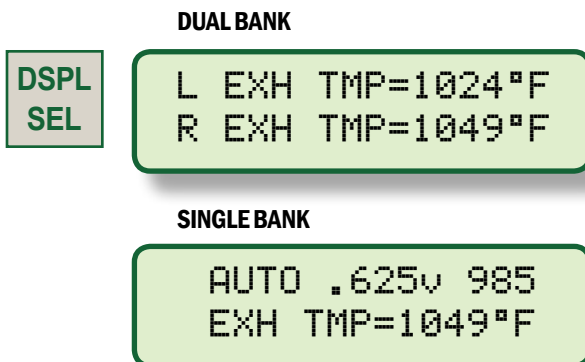 DUAL BANK
DSPL
SEL
L EXH TMP=1024°F
R EXH TMP=1049°F
SINGLE BANK
AUTO .625v 985
EXH TMP=1049°F